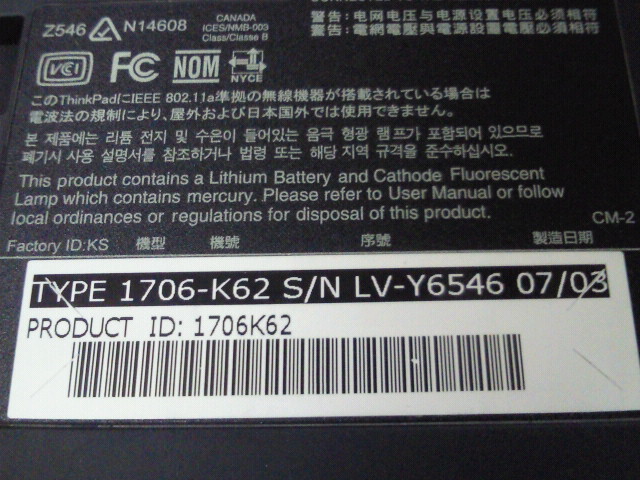 警告:电网电压与电源设置电压必须相符
警告:電網電壓與電源設置電壓必須相符
Z546 N14608
CANADA
ICES/NMB-003
Class/Classe B
VCI FC NOM NYCE
このThinkPadにIEEE 802.11a準拠の無線機器が搭載されている場合は
電波法の規制により、屋外および日本国外では使用できません。
본 제품에는 리튬 전지 및 수은이 들어있는 음극 형광 램프가 포함되어 있으므로
폐기시 사용 설명서를 참조하거나 법령 또는 해당 지역 규격을 준수하십시오.
This product contains a Lithium Battery and Cathode Fluorescent
Lamp which contains mercury. Please refer to User Manual or follow
local ordinances or regulations for disposal of this product.
CM-2
Factory ID:KS 機型 機號 序號 製造日期
TYPE 1706-K62 S/N LV-Y6546 07/03
PRODUCT ID: 1706K62